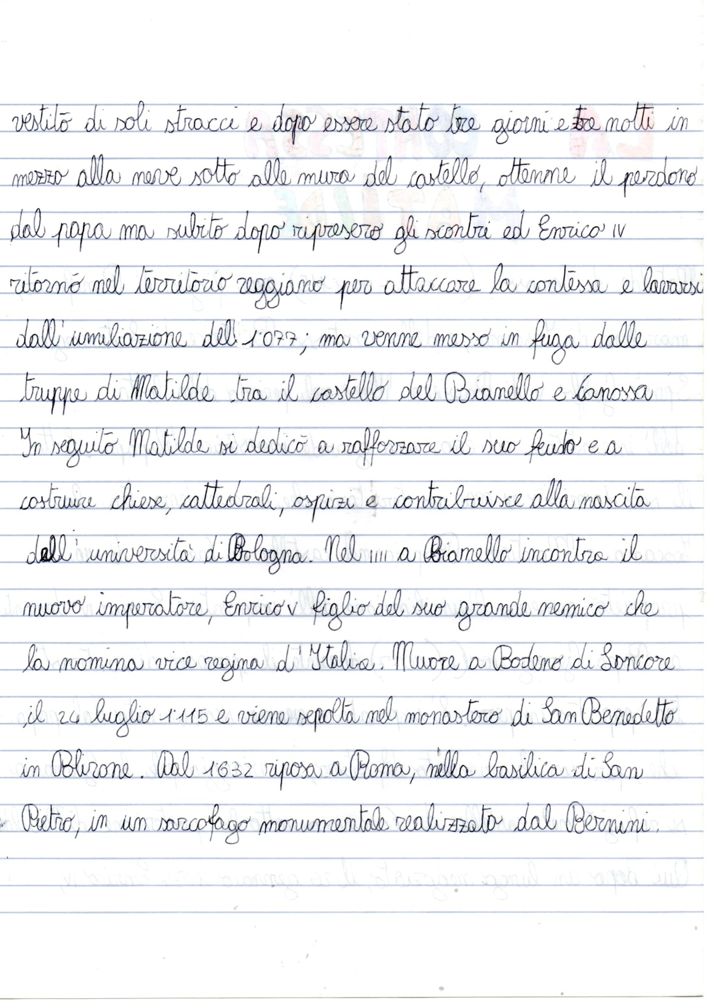 vestito di soli stracci e dopo essere stato tre giorni e tre notti in
mezzo alla neve sotto alle mura del castello, ottenne il perdono
dal papa ma subito dopo ripresero gli scontri ed Enrico IV
ritornò nel territorio reggiano per attaccare la contessa e lavarsi
dall'umiliazione del 1077; ma venne messo in fuga dalle
truppe di Matilde tra il castello del Bianello e Canossa
In seguito Matilde si dedicò a rafforzare il suo feudo e a
costruire chiese, cattedrali, ospizi e contribuisce alla nascita
dell'università di Bologna. Nel 1111 a Bianello incontra il
nuovo imperatore, Enrico V figlio del suo grande nemico che
la nomina vice regina d'Italia. Muore a Bodeno di Loncore
il 24 luglio 1115 e viene sepolta nel monastero di San Benedetto
in Blirone. Dal 1632 riposa a Roma, nella basilica di San
Pietro, in un sarcofago monumentale realizzato dal Bernini.